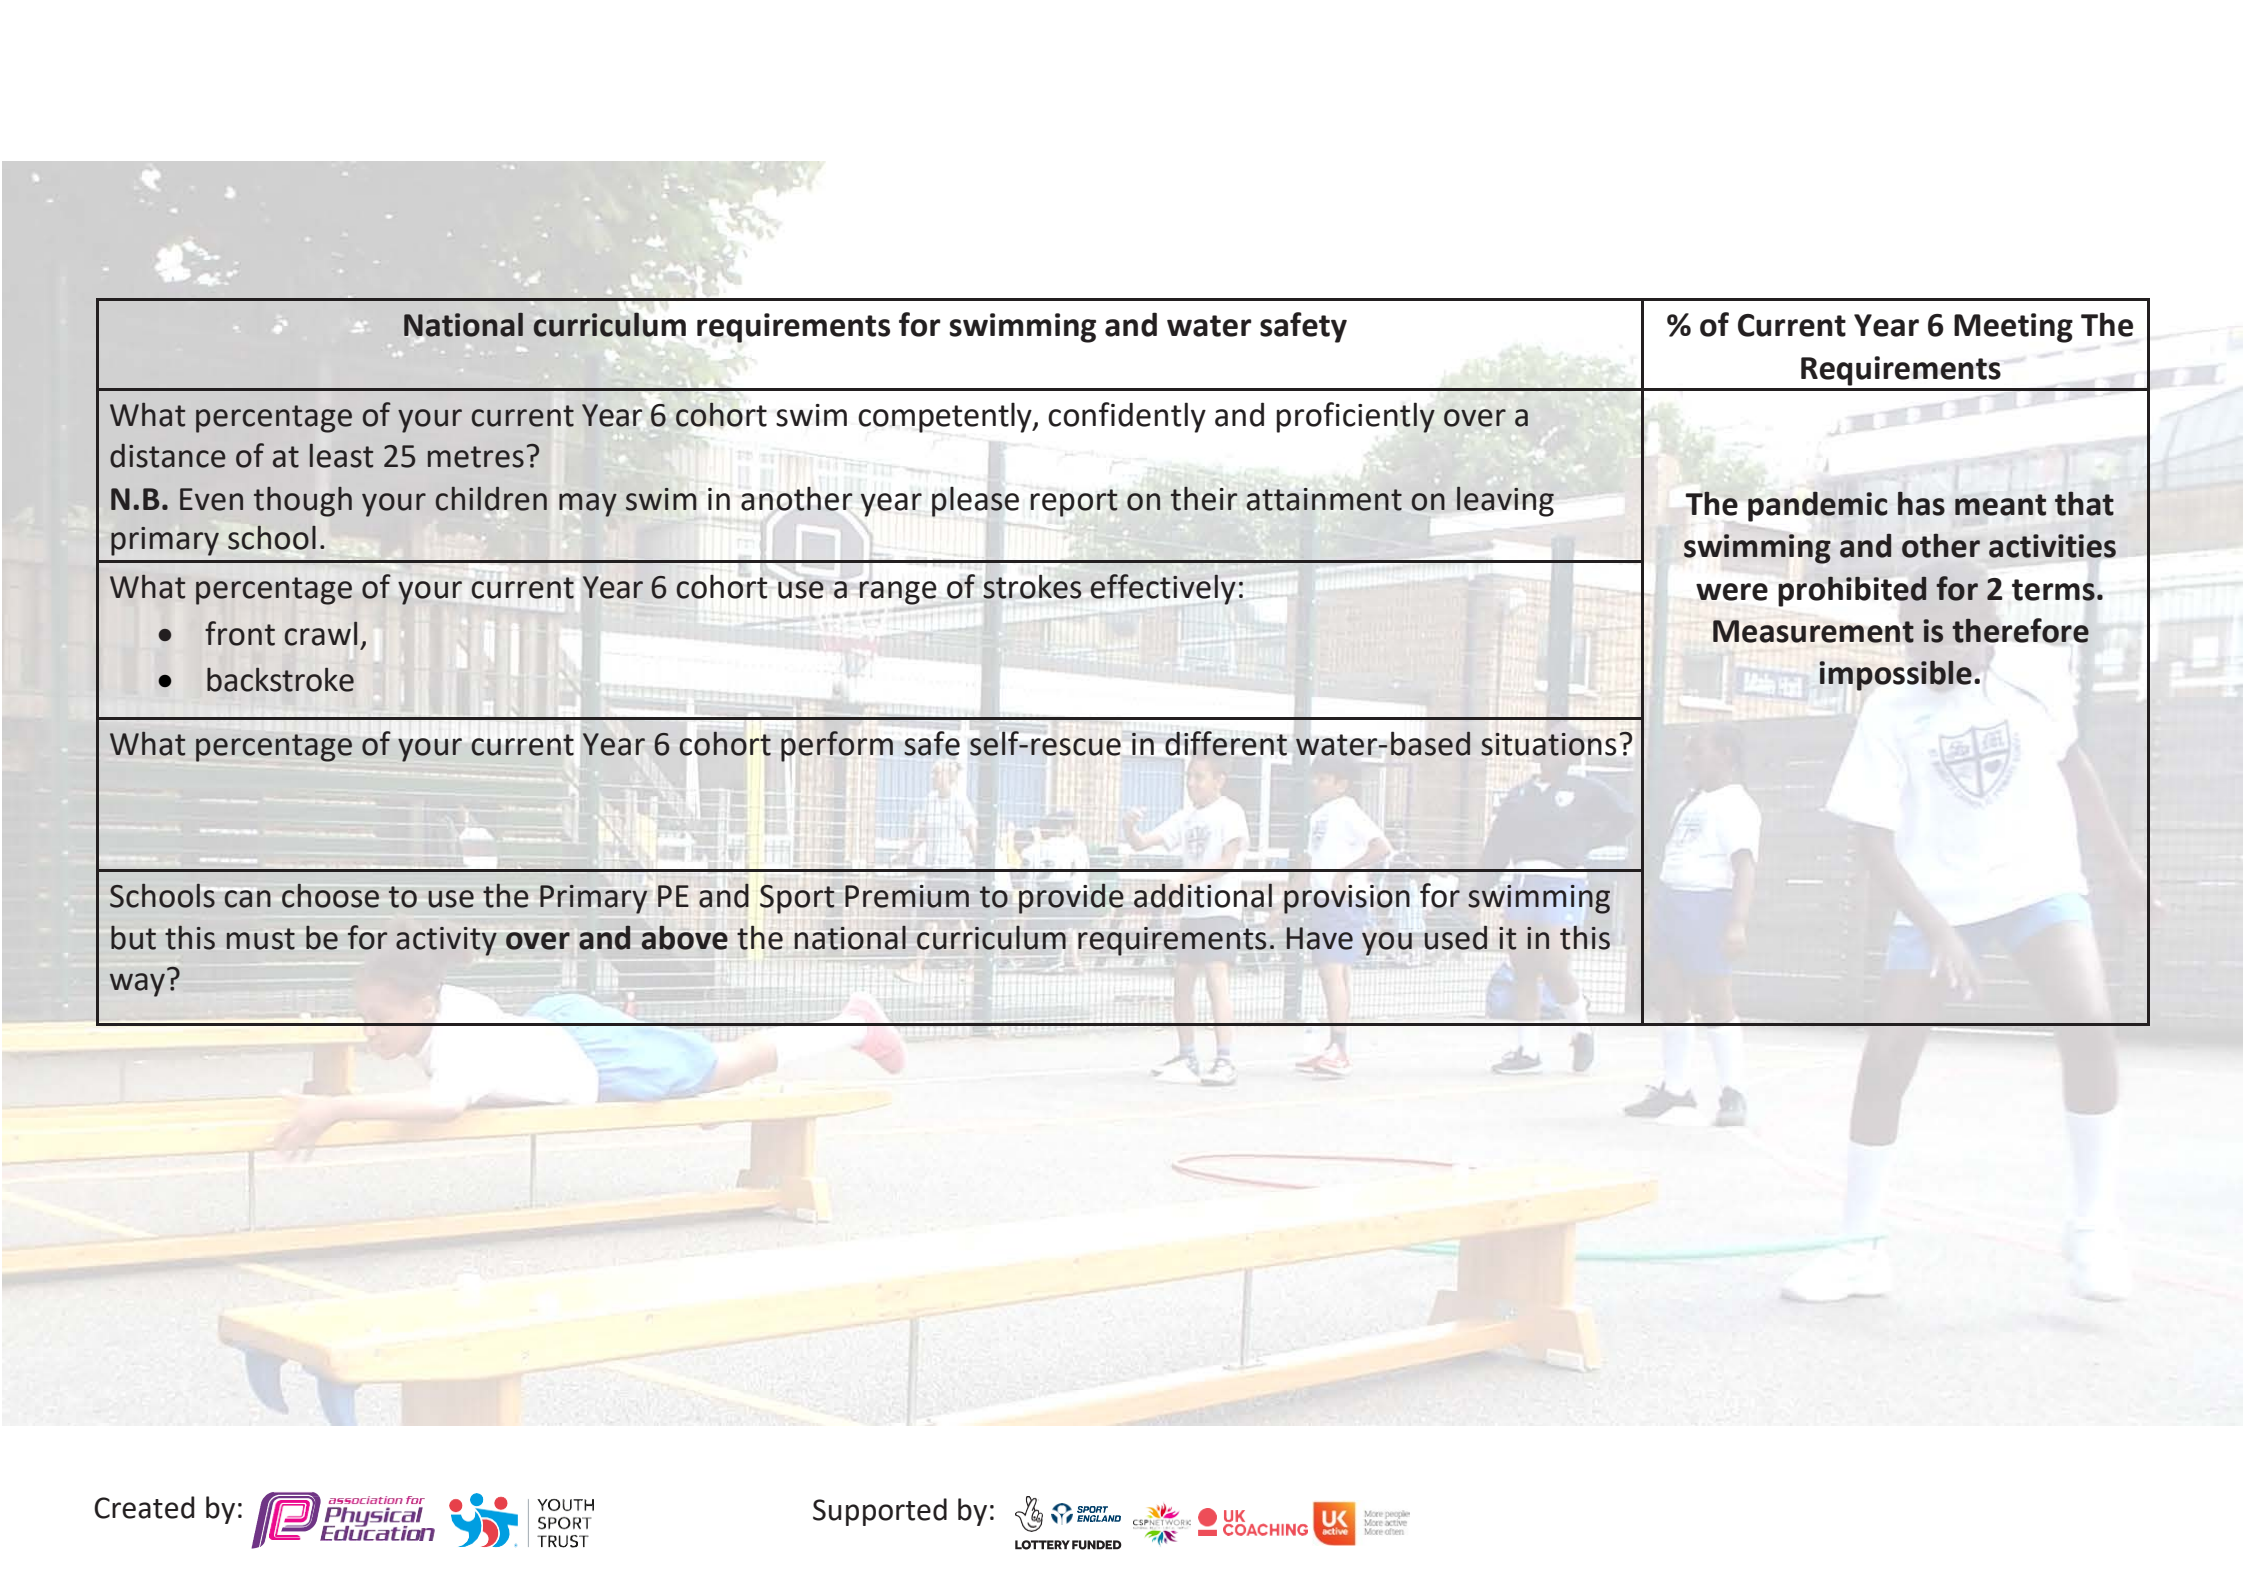 National curriculum requirements for swimming and water safety
% of Current Year 6 Meeting The
Requirements
What percentage of your current Year 6 cohort swim competently, confidently and proficiently over a
distance of at least 25 metres?
N.B. Even though your children may swim in another year please report on their attainment on leaving
primary school.
What percentage of your current Year 6 cohort use a range of strokes effectively:
• front crawl,
• backstroke
What percentage of your current Year 6 cohort perform safe self-rescue in different water-based situations?
Schools can choose to use the Primary PE and Sport Premium to provide additional provision for swimming
but this must be for activity over and above the national curriculum requirements. Have you used it in this
way?
The pandemic has meant that
swimming and other activities
were prohibited for 2 terms.
Measurement is therefore
impossible.
Created by:
association for
Physical
Education
YOUTH
SPORT
TRUST
Supported by:
SPORT
ENGLAND
LOTTERY FUNDED
CSPNETWORK
UK
COACHING
UK
active
More people
More active
More often